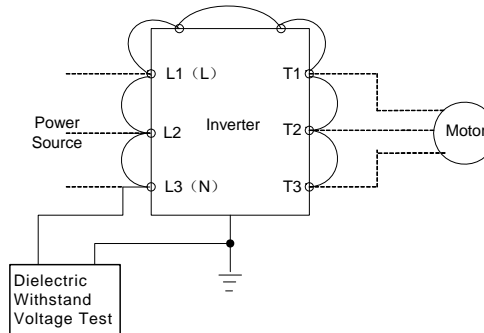 L1（L）
T1
Power
Source
L2
Inverter
T2
Motor
L3（N）
T3
Dielectric
Withstand
Voltage Test